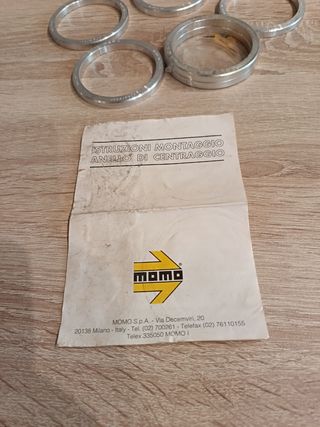 ISTRUZIONI MONTAGGIO
ANELLO DI CENTRAGGIO
momo®
MOMO S.p.A. - Via Decemviri, 20
20138 Milano - Italy - Tel. (02) 700261 - Telefax (02) 76110155
Telex 335050 MOMO I